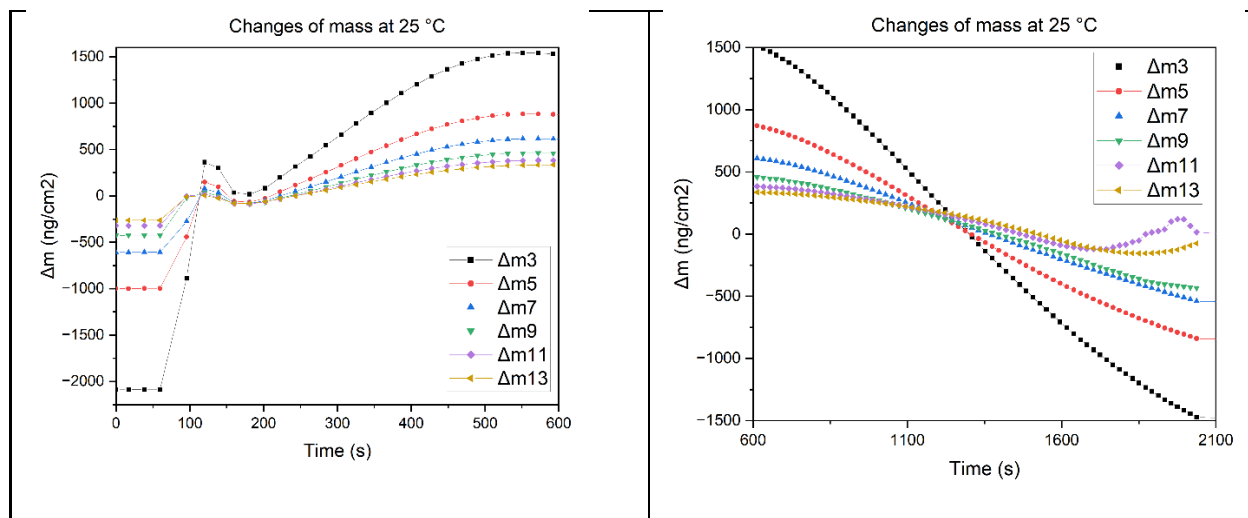 Changes of mass at 25 °C
1500
1000
500
0
−500
−1000
−1500
−2000
Δm (ng/cm2)
Δm3
Δm5
Δm7
Δm9
Δm11
Δm13
0 100 200 300 400 500 600
Time (s)
Changes of mass at 25 °C
1500
1000
500
0
−500
−1000
−1500
Δm (ng/cm2)
Δm3
Δm5
Δm7
Δm9
Δm11
Δm13
600 1100 1600 2100
Time (s)